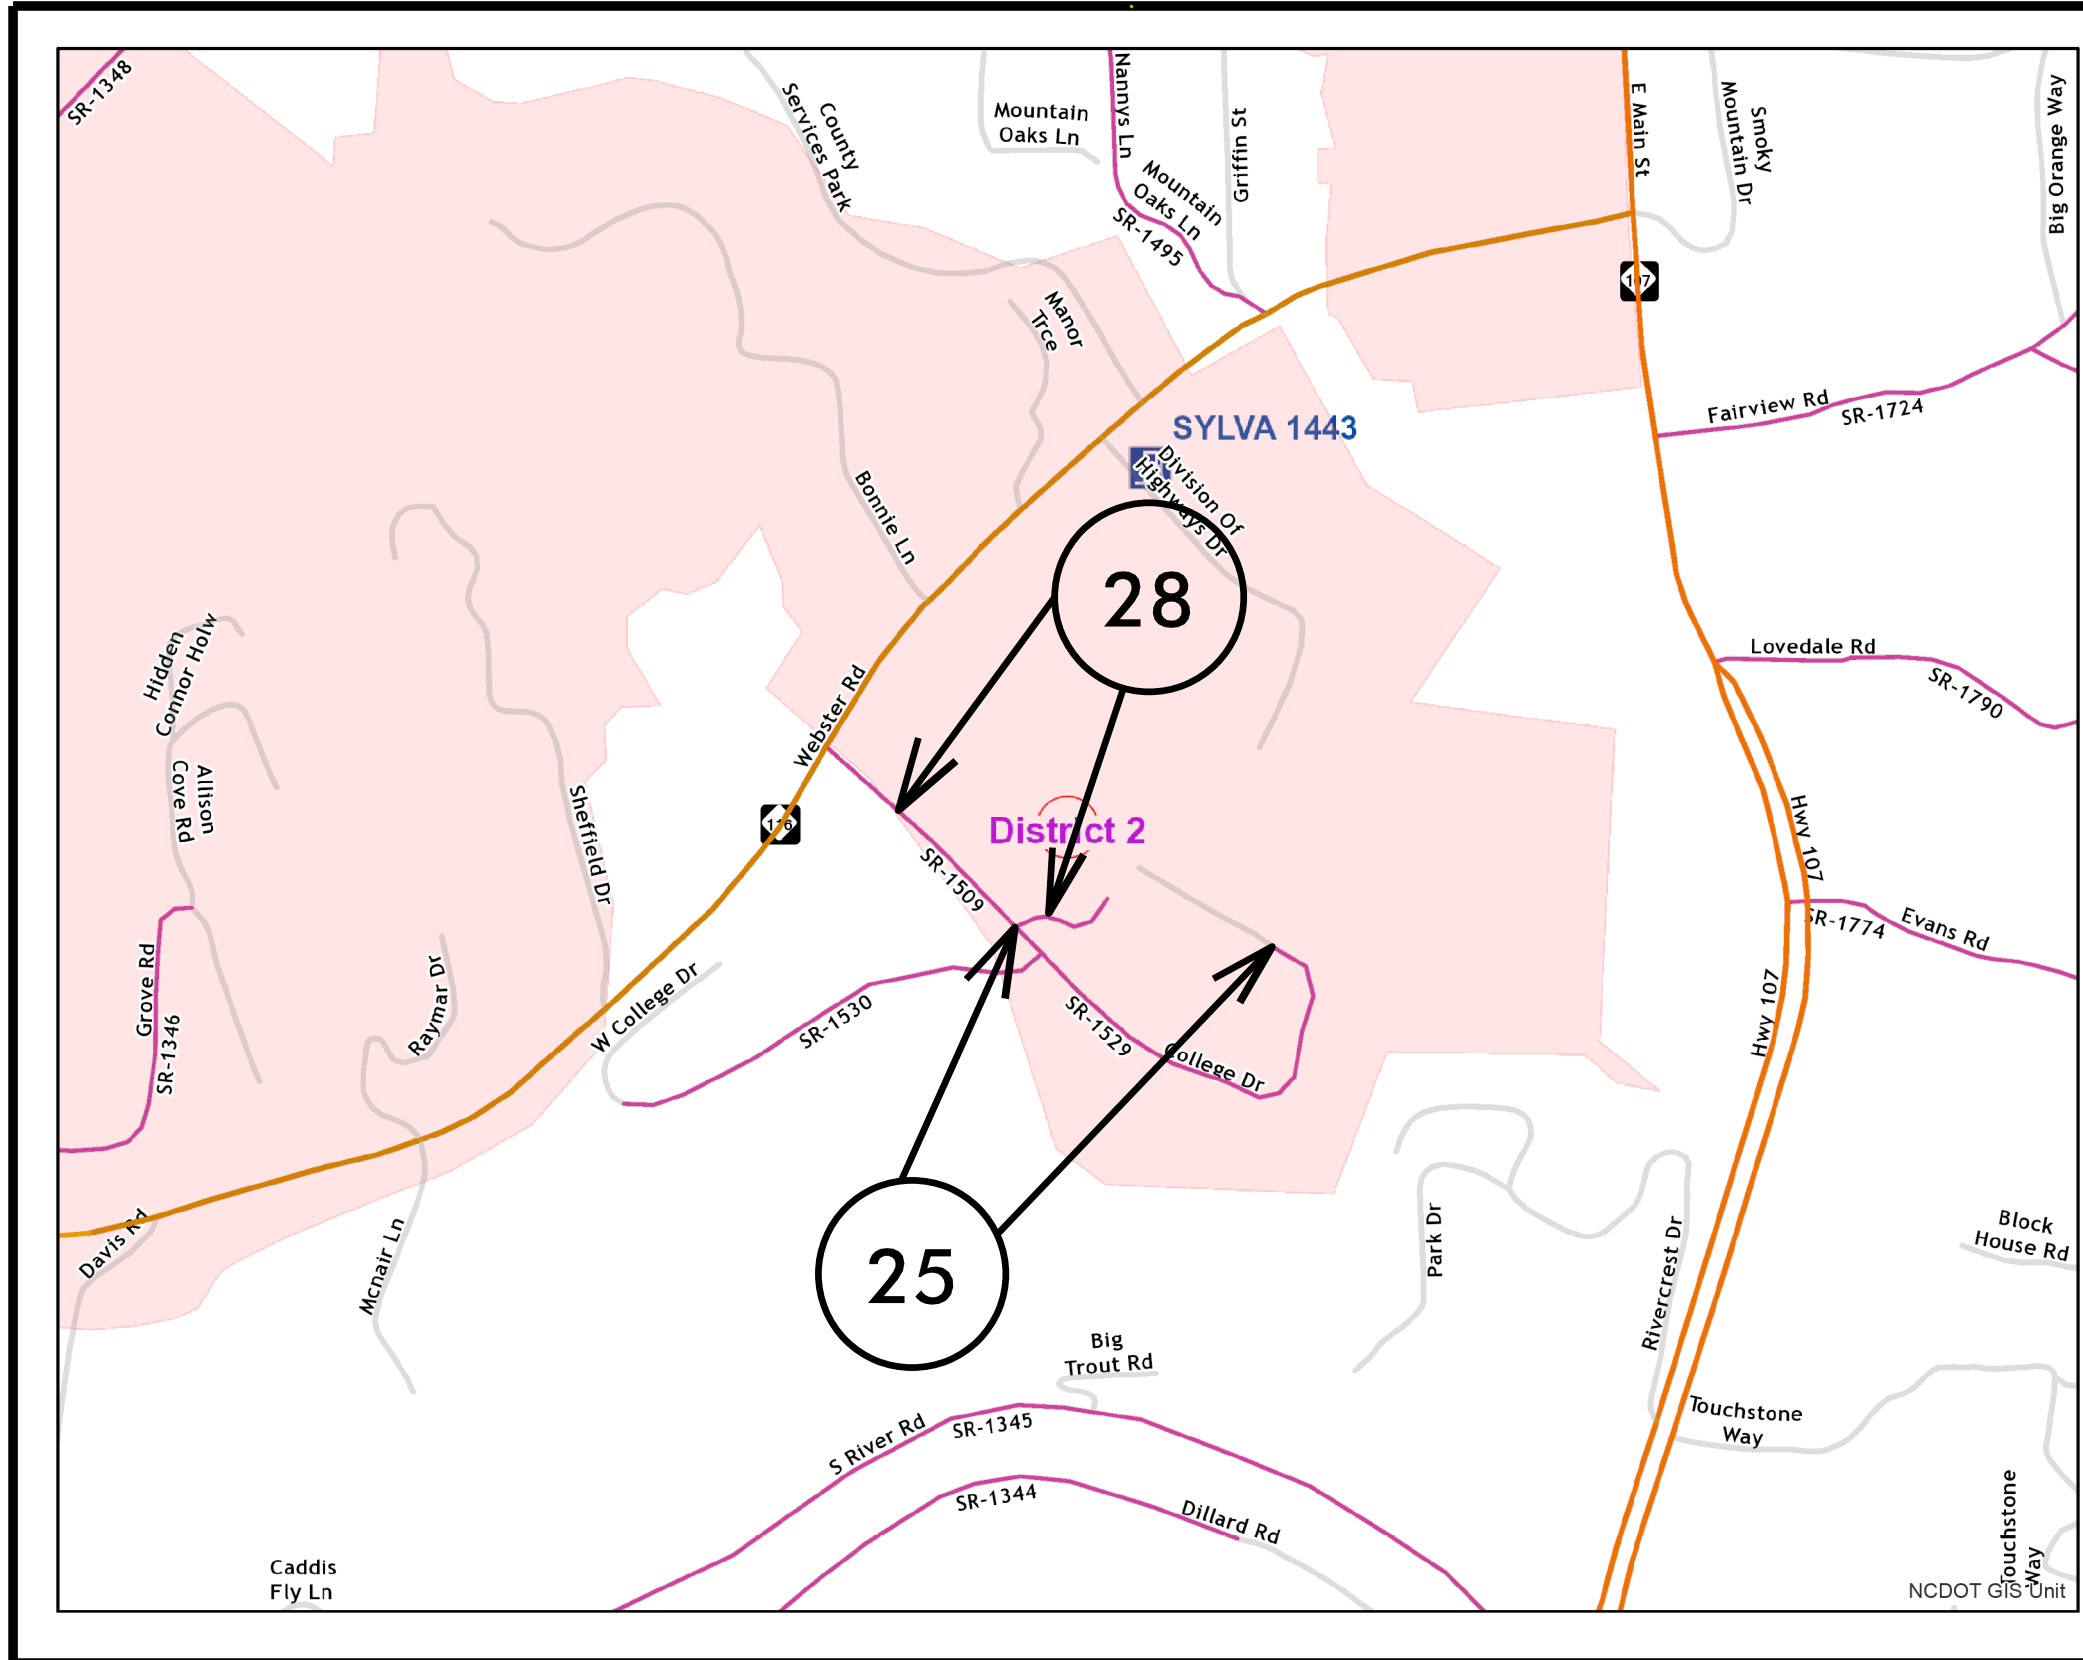 SR-1348
County
Services Park
Mountain
Oaks Ln
Nannys Ln
Mountain
Oaks Ln
SR-1495
Griffin St
E Main St
Smoky
Mountain Dr
Big Orange Way
107
Manor
Trce
Fairview Rd
SR-1724
SYLVA 1443
Division Of
Highways Dr
Bonnie Ln
28
Hidden
Connor Holw
Lovedale Rd
SR-1790
Webster Rd
Allison
Cove Rd
Sheffield Dr
116
District 2
SR-1509
Hwy 107
SR-1774
Evans Rd
Grove Rd
SR-1346
Raymar Dr
W College Dr
SR-1530
SR-1529
College Dr
Hwy 107
Davis Rd
Mcnair Ln
25
Park Dr
Rivercrest Dr
Block
House Rd
Big
Trout Rd
S River Rd
SR-1345
SR-1344
Dillard Rd
Touchstone
Way
Touchstone
Way
Caddis
Fly Ln
NCDOT GIS Unit